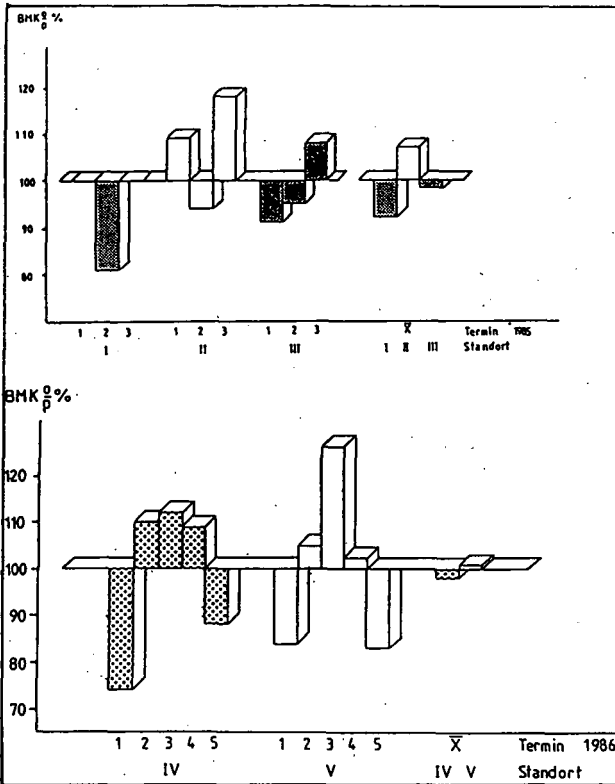 BMK o/p %
120
110
100
90
80
1 2 3 1 2 3 1 2 3 X̄ Termin 1985
I II III I II III Standort
BMK o/p %
120
110
100
90
80
70
1 2 3 4 5 1 2 3 4 5 X̄ Termin 1986
IV V IV V Standort